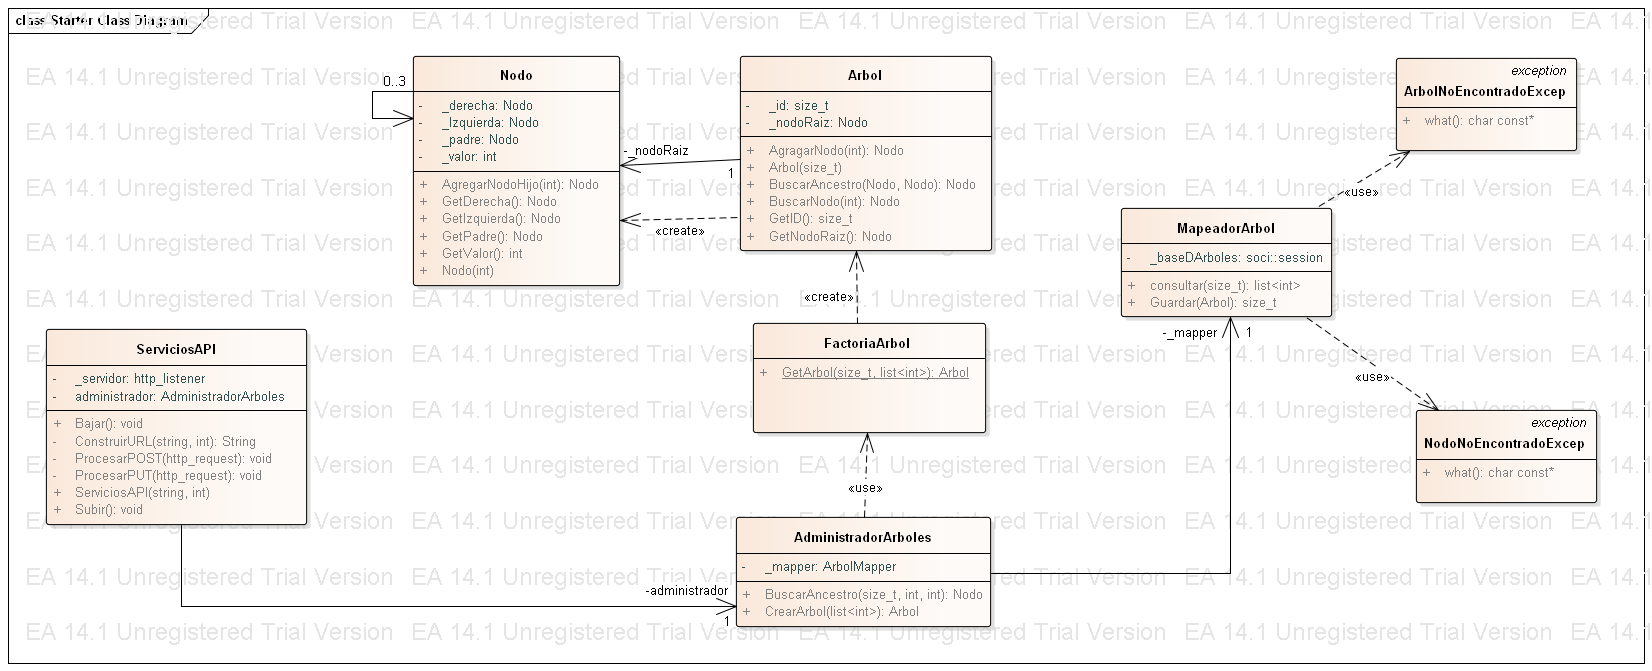 class Starter Class Diagram
EA 14.1 Unregistered Trial Version
Nodo
- _derecha: Nodo
- _Izquierda: Nodo
- _padre: Nodo
- _valor: int
+ AgregarNodoHijo(int): Nodo
+ GetDerecha(): Nodo
+ GetIzquierda(): Nodo
+ GetPadre(): Nodo
+ GetValor(): int
+ Nodo(int)
0..3
Arbol
- _id: size_t
- _nodoRaiz: Nodo
+ AgragarNodo(int): Nodo
+ Arbol(size_t)
+ BuscarAncestro(Nodo, Nodo): Nodo
+ BuscarNodo(int): Nodo
+ GetID(): size_t
+ GetNodoRaiz(): Nodo
-_nodoRaiz
1
«create»
exception
ArbolNoEncontradoExcep
+ what(): char const*
«use»
MapeadorArbol
- _baseDArboles: soci::session
+ consultar(size_t): list<int>
+ Guardar(Arbol): size_t
-_mapper
1
«use»
exception
NodoNoEncontradoExcep
+ what(): char const*
«create»
FactoriaArbol
+ GetArbol(size_t, list<int>): Arbol
«use»
ServiciosAPI
- _servidor: http_listener
- administrador: AdministradorArboles
+ Bajar(): void
- ConstruirURL(string, int): String
- ProcesarPOST(http_request): void
- ProcesarPUT(http_request): void
+ ServiciosAPI(string, int)
+ Subir(): void
-administrador
1
AdministradorArboles
- _mapper: ArbolMapper
+ BuscarAncestro(size_t, int, int): Nodo
+ CrearArbol(list<int>): Arbol